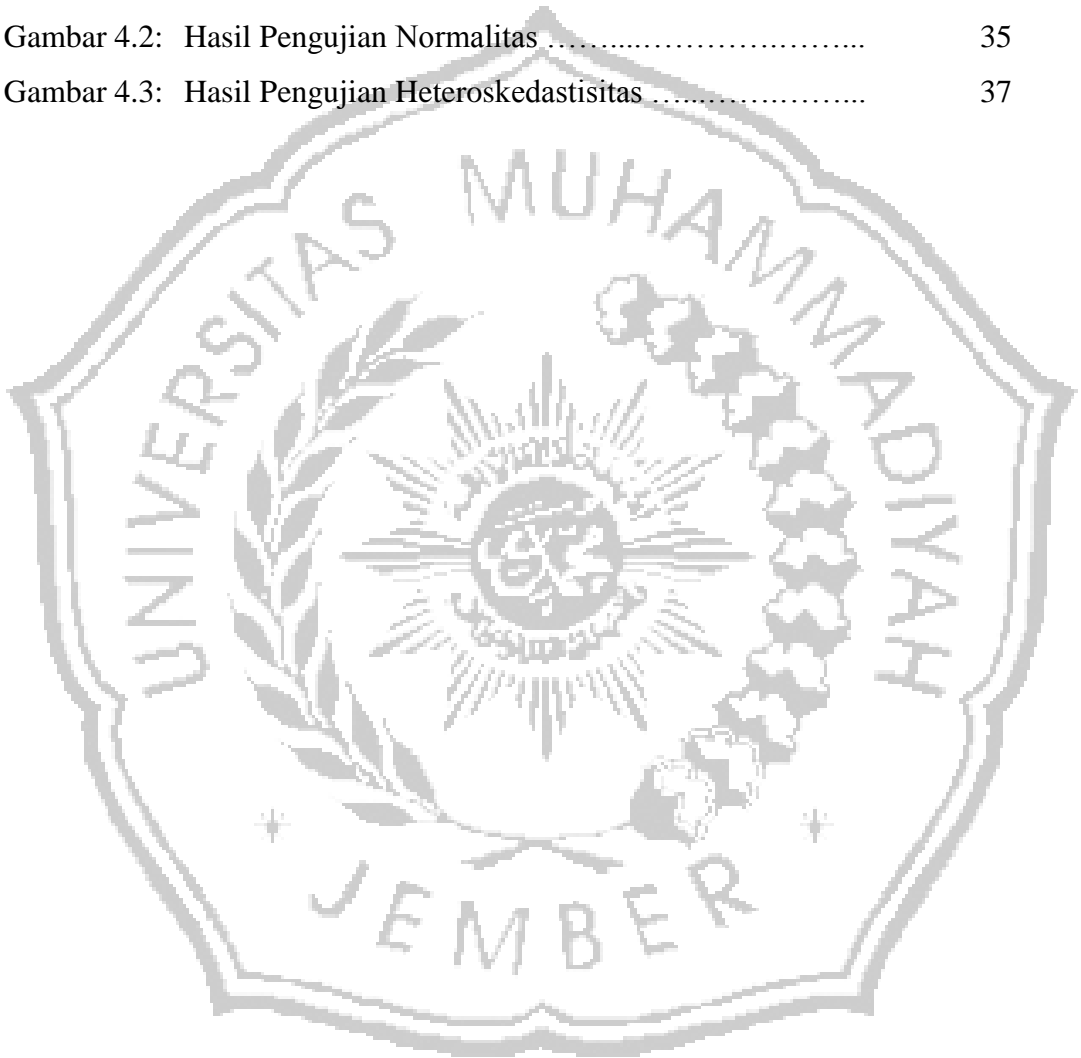 Gambar 4.2: Hasil Pengujian Normalitas ……....………………..……... 35
Gambar 4.3: Hasil Pengujian Heteroskedastisitas …...…….……... 37
UNIVERSITAS MUHAMMADIYAH
JEMBER